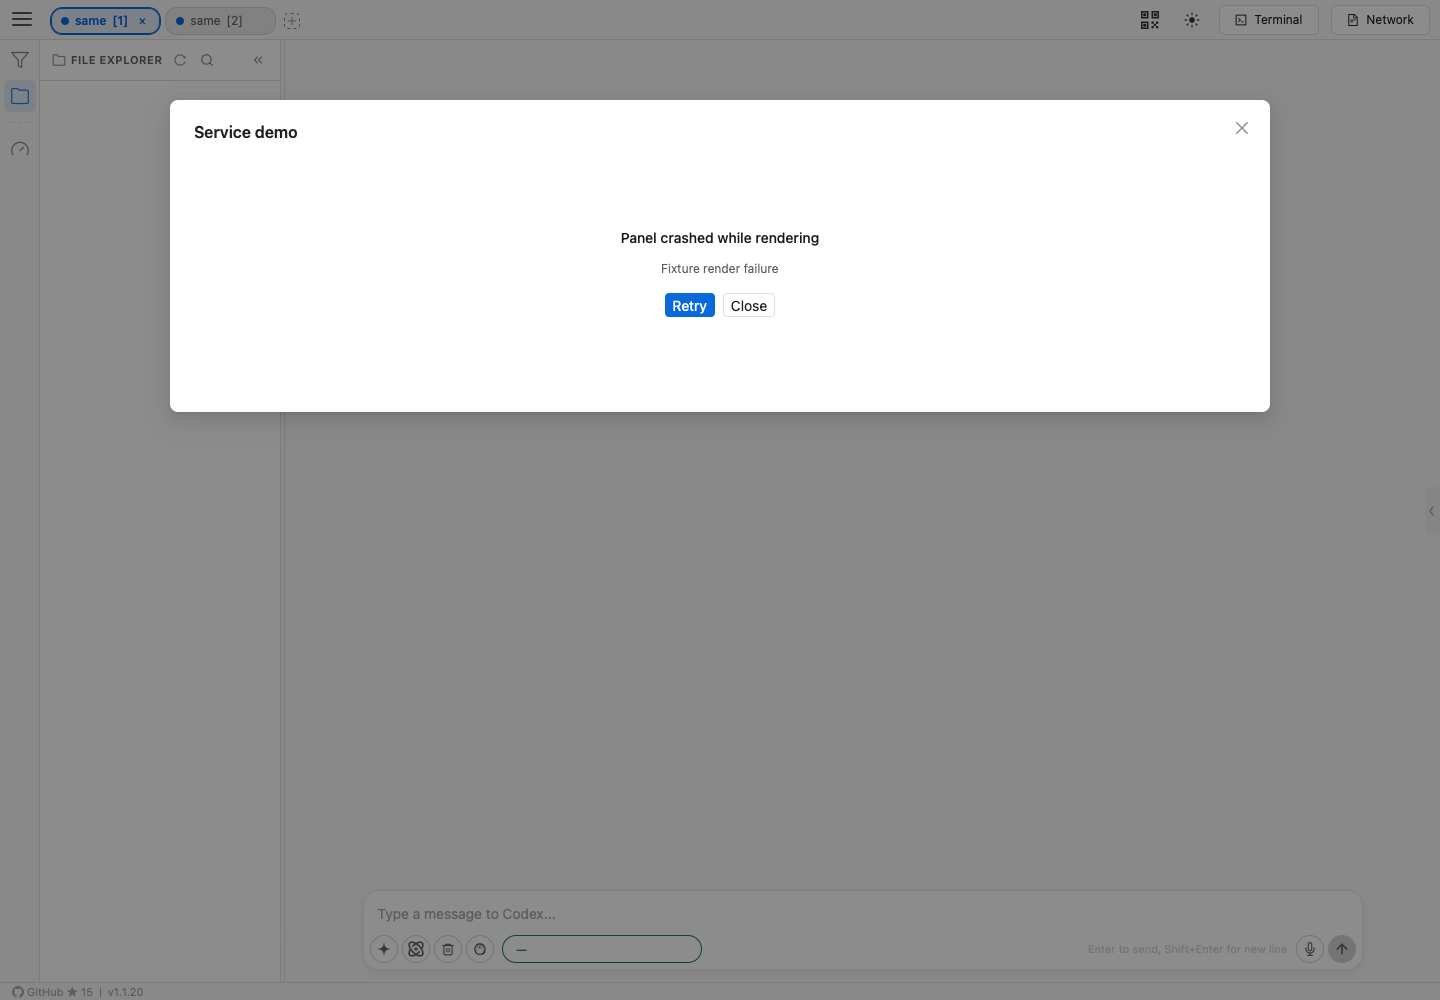 same [1] ×
same [2]
Terminal
Network
FILE EXPLORER
Service demo
Panel crashed while rendering
Fixture render failure
Retry
Close
Type a message to Codex...
Enter to send, Shift+Enter for new line
GitHub ★ 15 | v1.1.20